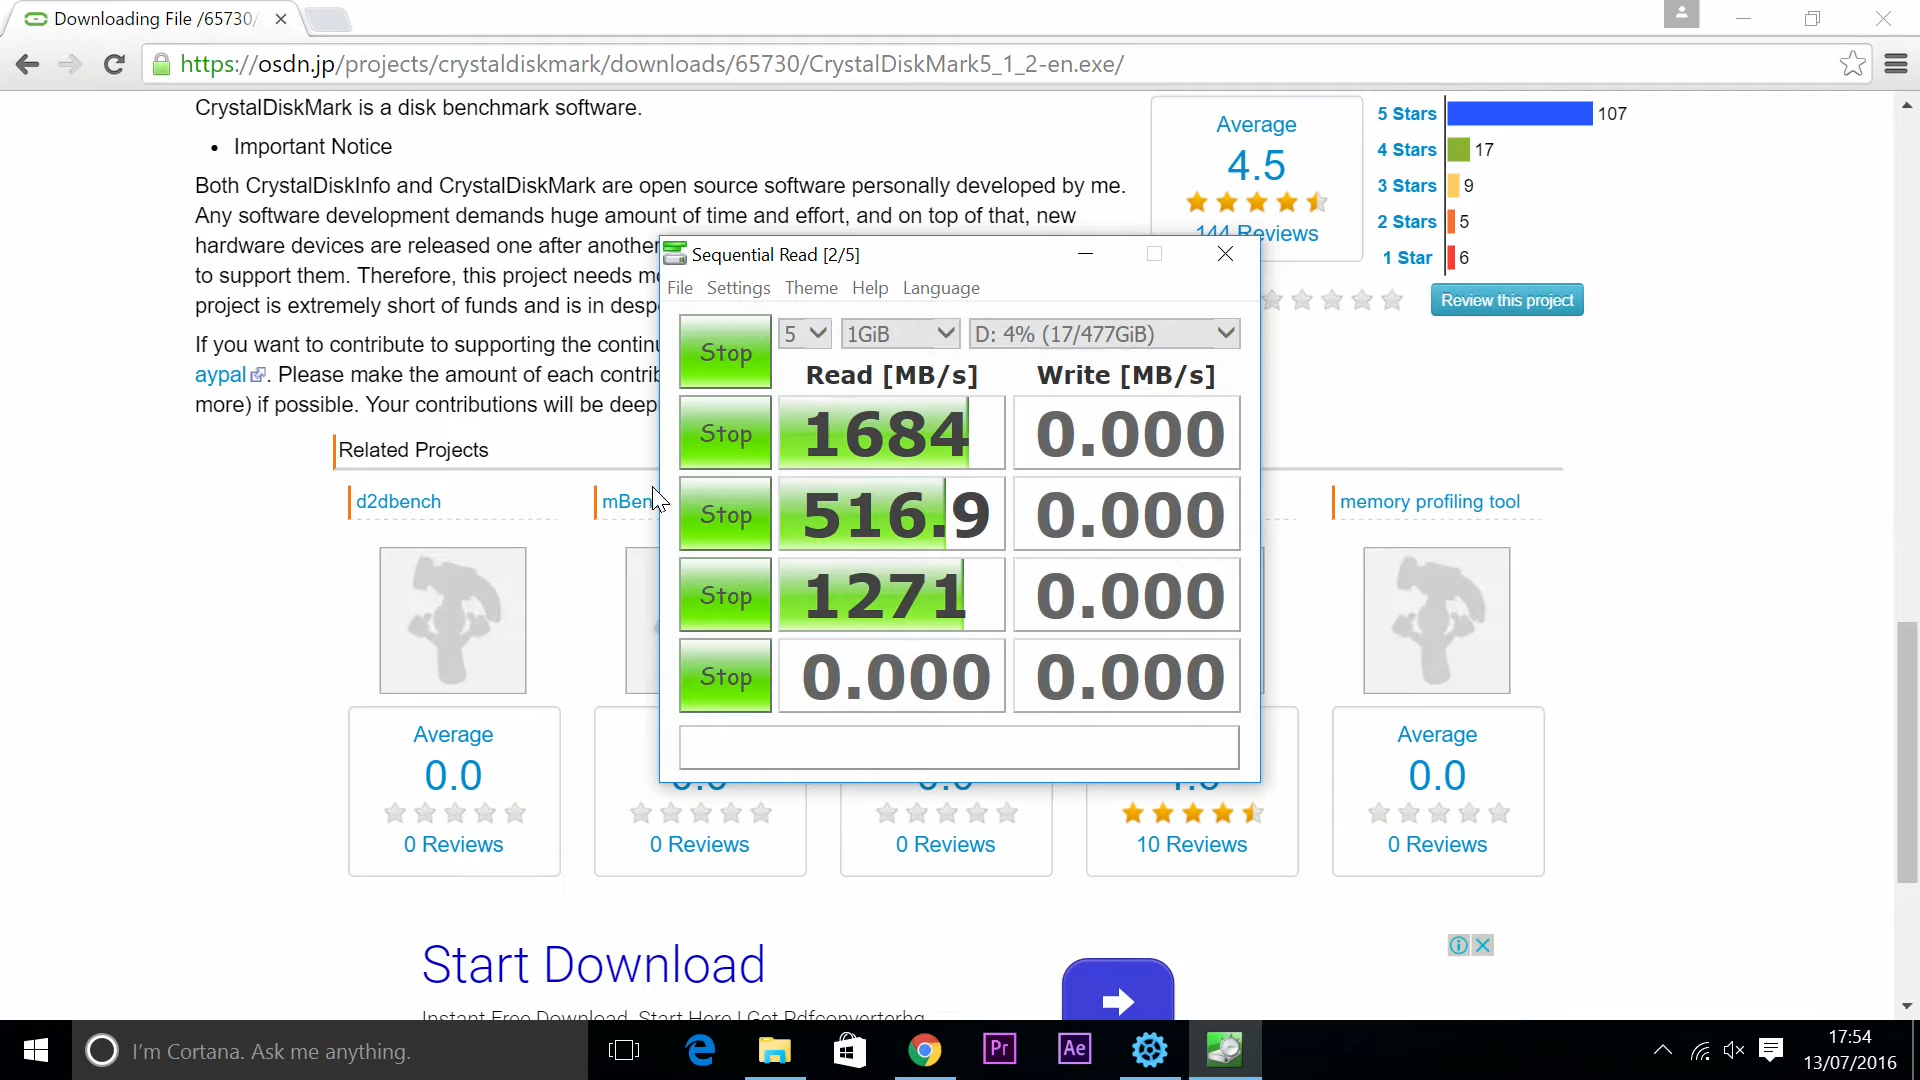 Downloading File /65730/
https://osdn.jp/projects/crystaldiskmark/downloads/65730/CrystalDiskMark5_1_2-en.exe/
CrystalDiskMark is a disk benchmark software.
• Important Notice
Both CrystalDiskInfo and CrystalDiskMark are open source software personally developed by me.
Any software development demands huge amount of time and effort, and on top of that, new
hardware devices are released one after another
to support them. Therefore, this project needs
project is extremely short of funds and is in
If you want to contribute to supporting the
aypal. Please make the amount of each
more) if possible. Your contributions will be
Average
4.5
144 Reviews
5 Stars 107
4 Stars 17
3 Stars 9
2 Stars 5
1 Star 6
Review this project
Sequential Read [2/5]
File Settings Theme Help Language
Stop 5 1GiB D: 4% (17/477GiB)
Read [MB/s] Write [MB/s]
Stop 1684 0.000
Stop 516.9 0.000
Stop 1271 0.000
Stop 0.000 0.000
Related Projects
d2dbench
memory profiling tool
Average
0.0
0 Reviews
0 Reviews
0 Reviews
10 Reviews
Average
0.0
0 Reviews
Start Download
Instant Free Download. Start Here
I'm Cortana. Ask me anything.
Pr
Ae
17:54
13/07/2016